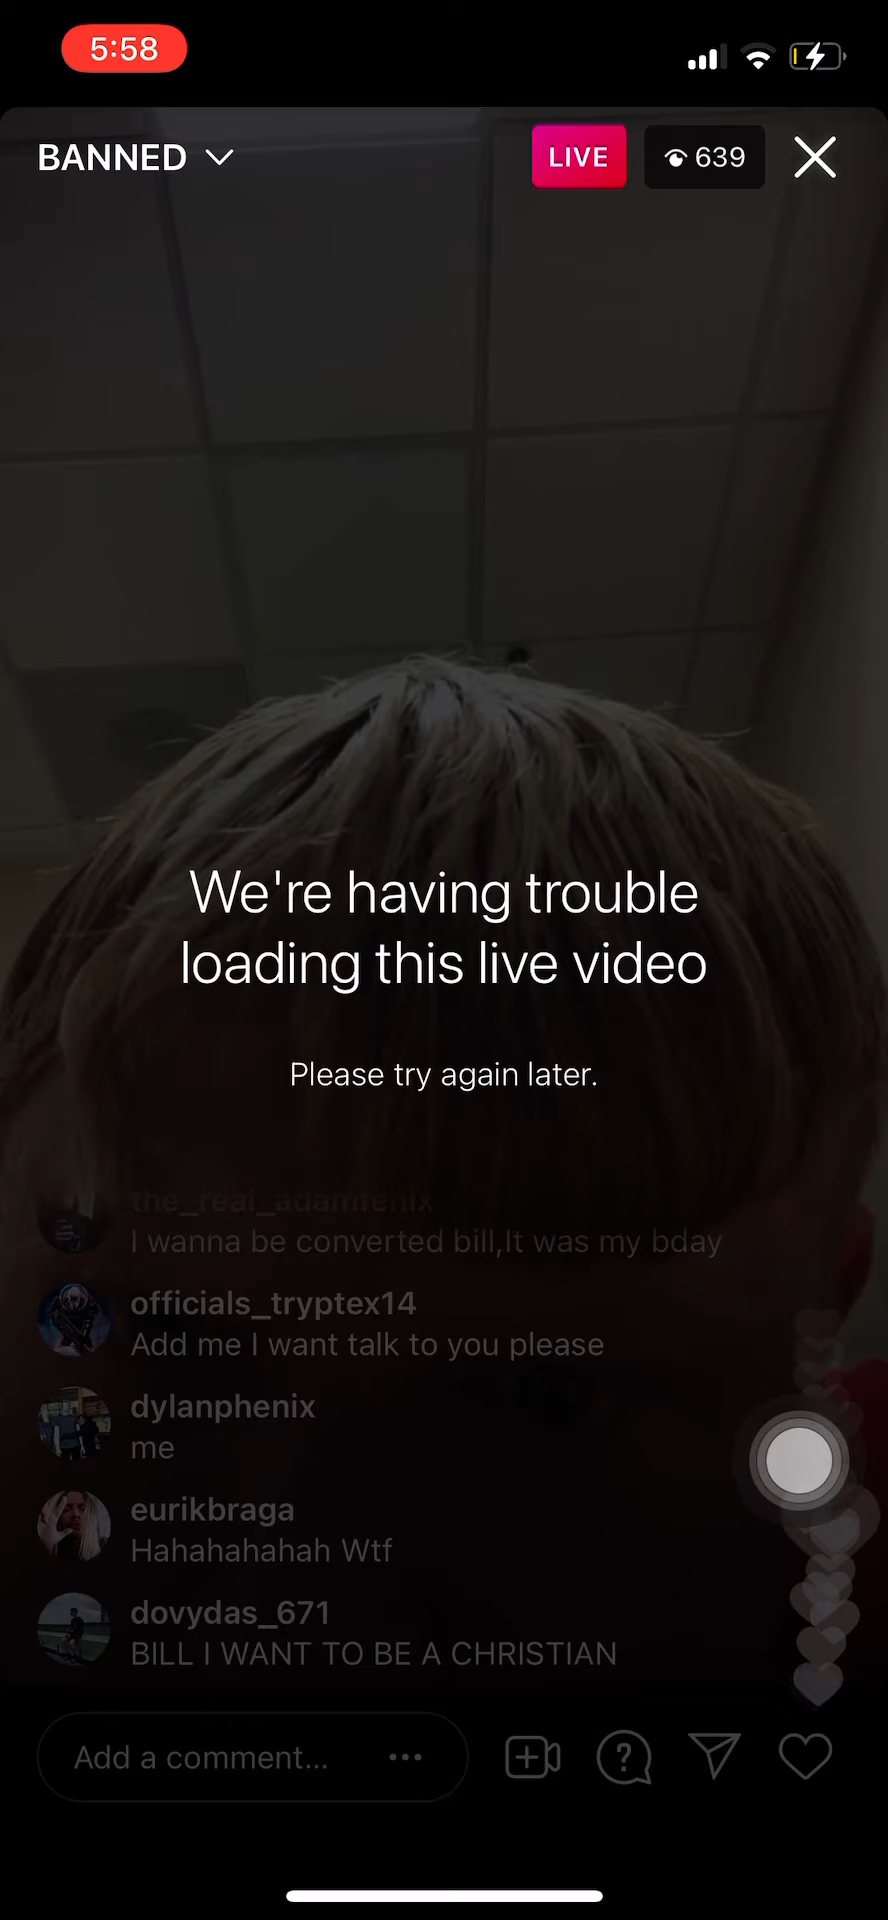 5:58
BANNED
LIVE
639
We're having trouble
loading this live video
Please try again later.
the_real_adamfenix
I wanna be converted bill,It was my bday
officials_tryptex14
Add me I want talk to you please
dylanphenix
me
eurikbraga
Hahahahahah Wtf
dovydas_671
BILL I WANT TO BE A CHRISTIAN
Add a comment...